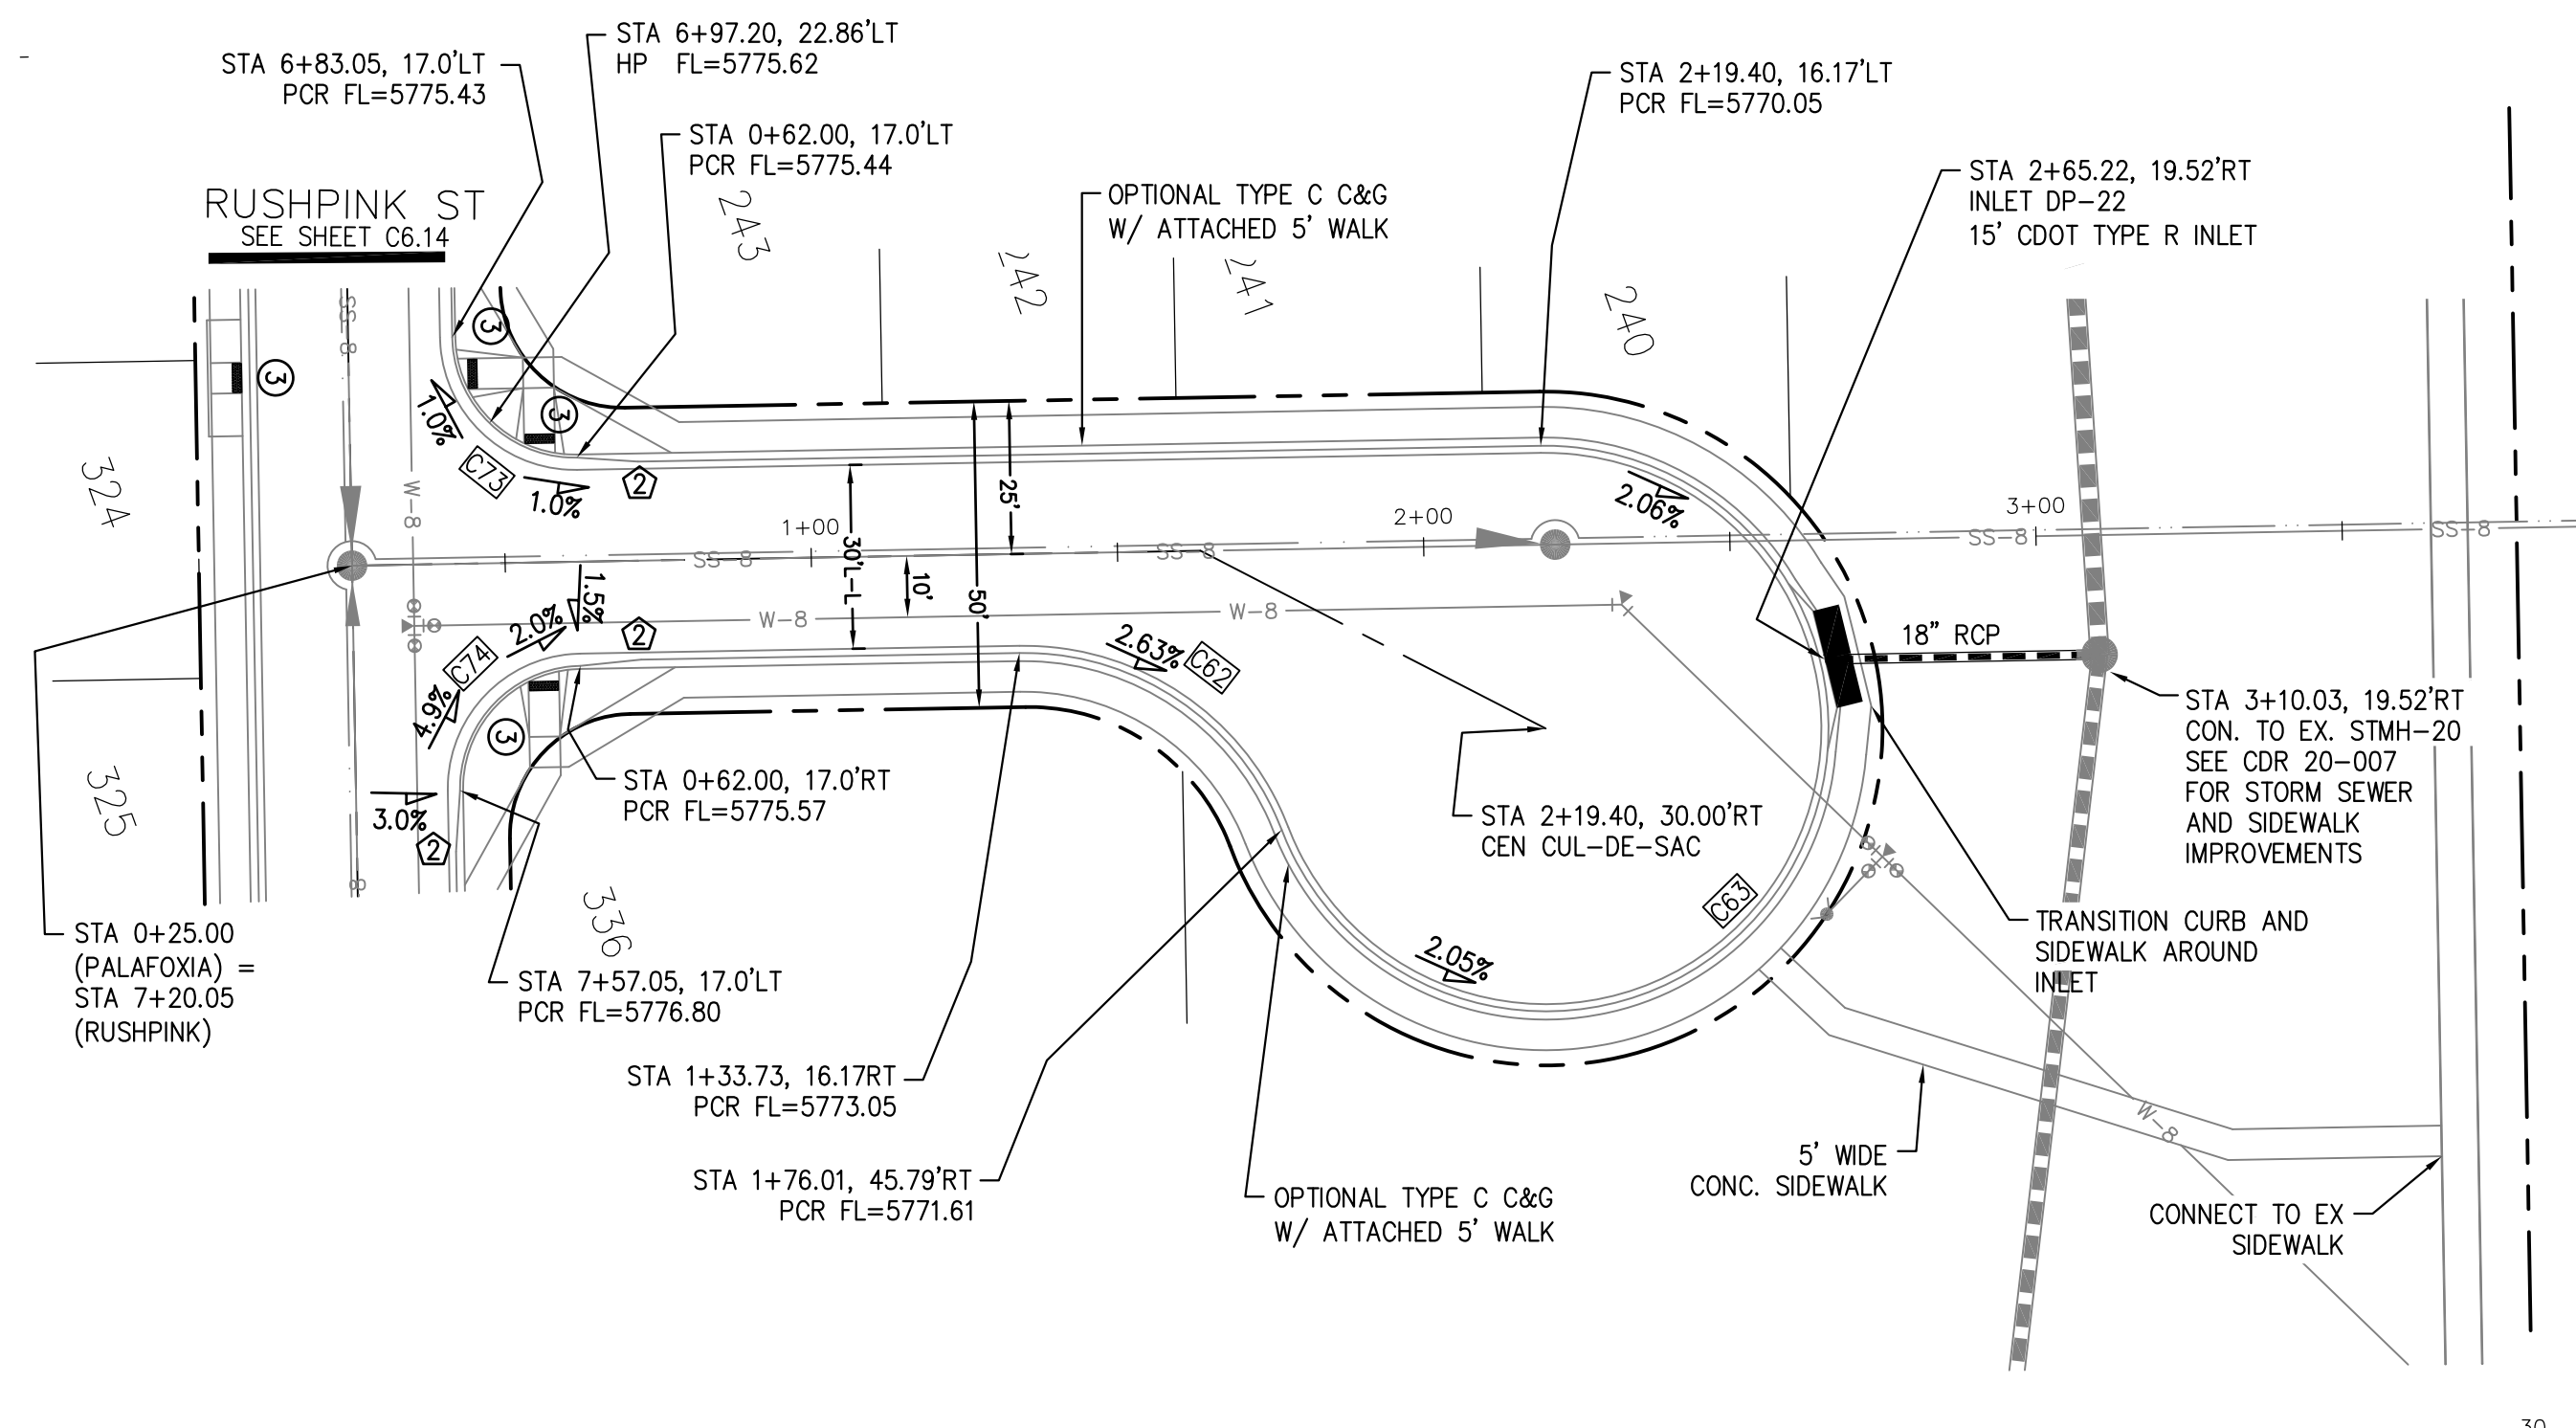 STA 6+97.20, 22.86'LT
HP FL=5775.62
STA 6+83.05, 17.0'LT
PCR FL=5775.43
STA 0+62.00, 17.0'LT
PCR FL=5775.44
STA 2+19.40, 16.17'LT
PCR FL=5770.05
RUSHPINK ST
SEE SHEET C6.14
OPTIONAL TYPE C C&G
W/ ATTACHED 5' WALK
STA 2+65.22, 19.52'RT
INLET DP-22
15' CDOT TYPE R INLET
243
242
241
240
SS-8
3
3
3
1.0%
C73
1.0%
2
W-8
324
1+00
25'
2+00
2.06%
3+00
SS-8
SS-8
SS-8
SS-8
30'L-L
10'
50'
1.5%
2.0%
2
W-8
W-8
C74
4.9%
2.63%
C62
18" RCP
3
3.0%
2
325
STA 0+62.00, 17.0'RT
PCR FL=5775.57
STA 2+19.40, 30.00'RT
CEN CUL-DE-SAC
STA 3+10.03, 19.52'RT
CON. TO EX. STMH-20
SEE CDR 20-007
FOR STORM SEWER
AND SIDEWALK
IMPROVEMENTS
8
336
C63
2.05%
STA 0+25.00
(PALAFOXIA) =
STA 7+20.05
(RUSHPINK)
TRANSITION CURB AND
SIDEWALK AROUND
INLET
STA 7+57.05, 17.0'LT
PCR FL=5776.80
STA 1+33.73, 16.17RT
PCR FL=5773.05
W-8
5' WIDE
CONC. SIDEWALK
STA 1+76.01, 45.79'RT
PCR FL=5771.61
OPTIONAL TYPE C C&G
W/ ATTACHED 5' WALK
CONNECT TO EX
SIDEWALK